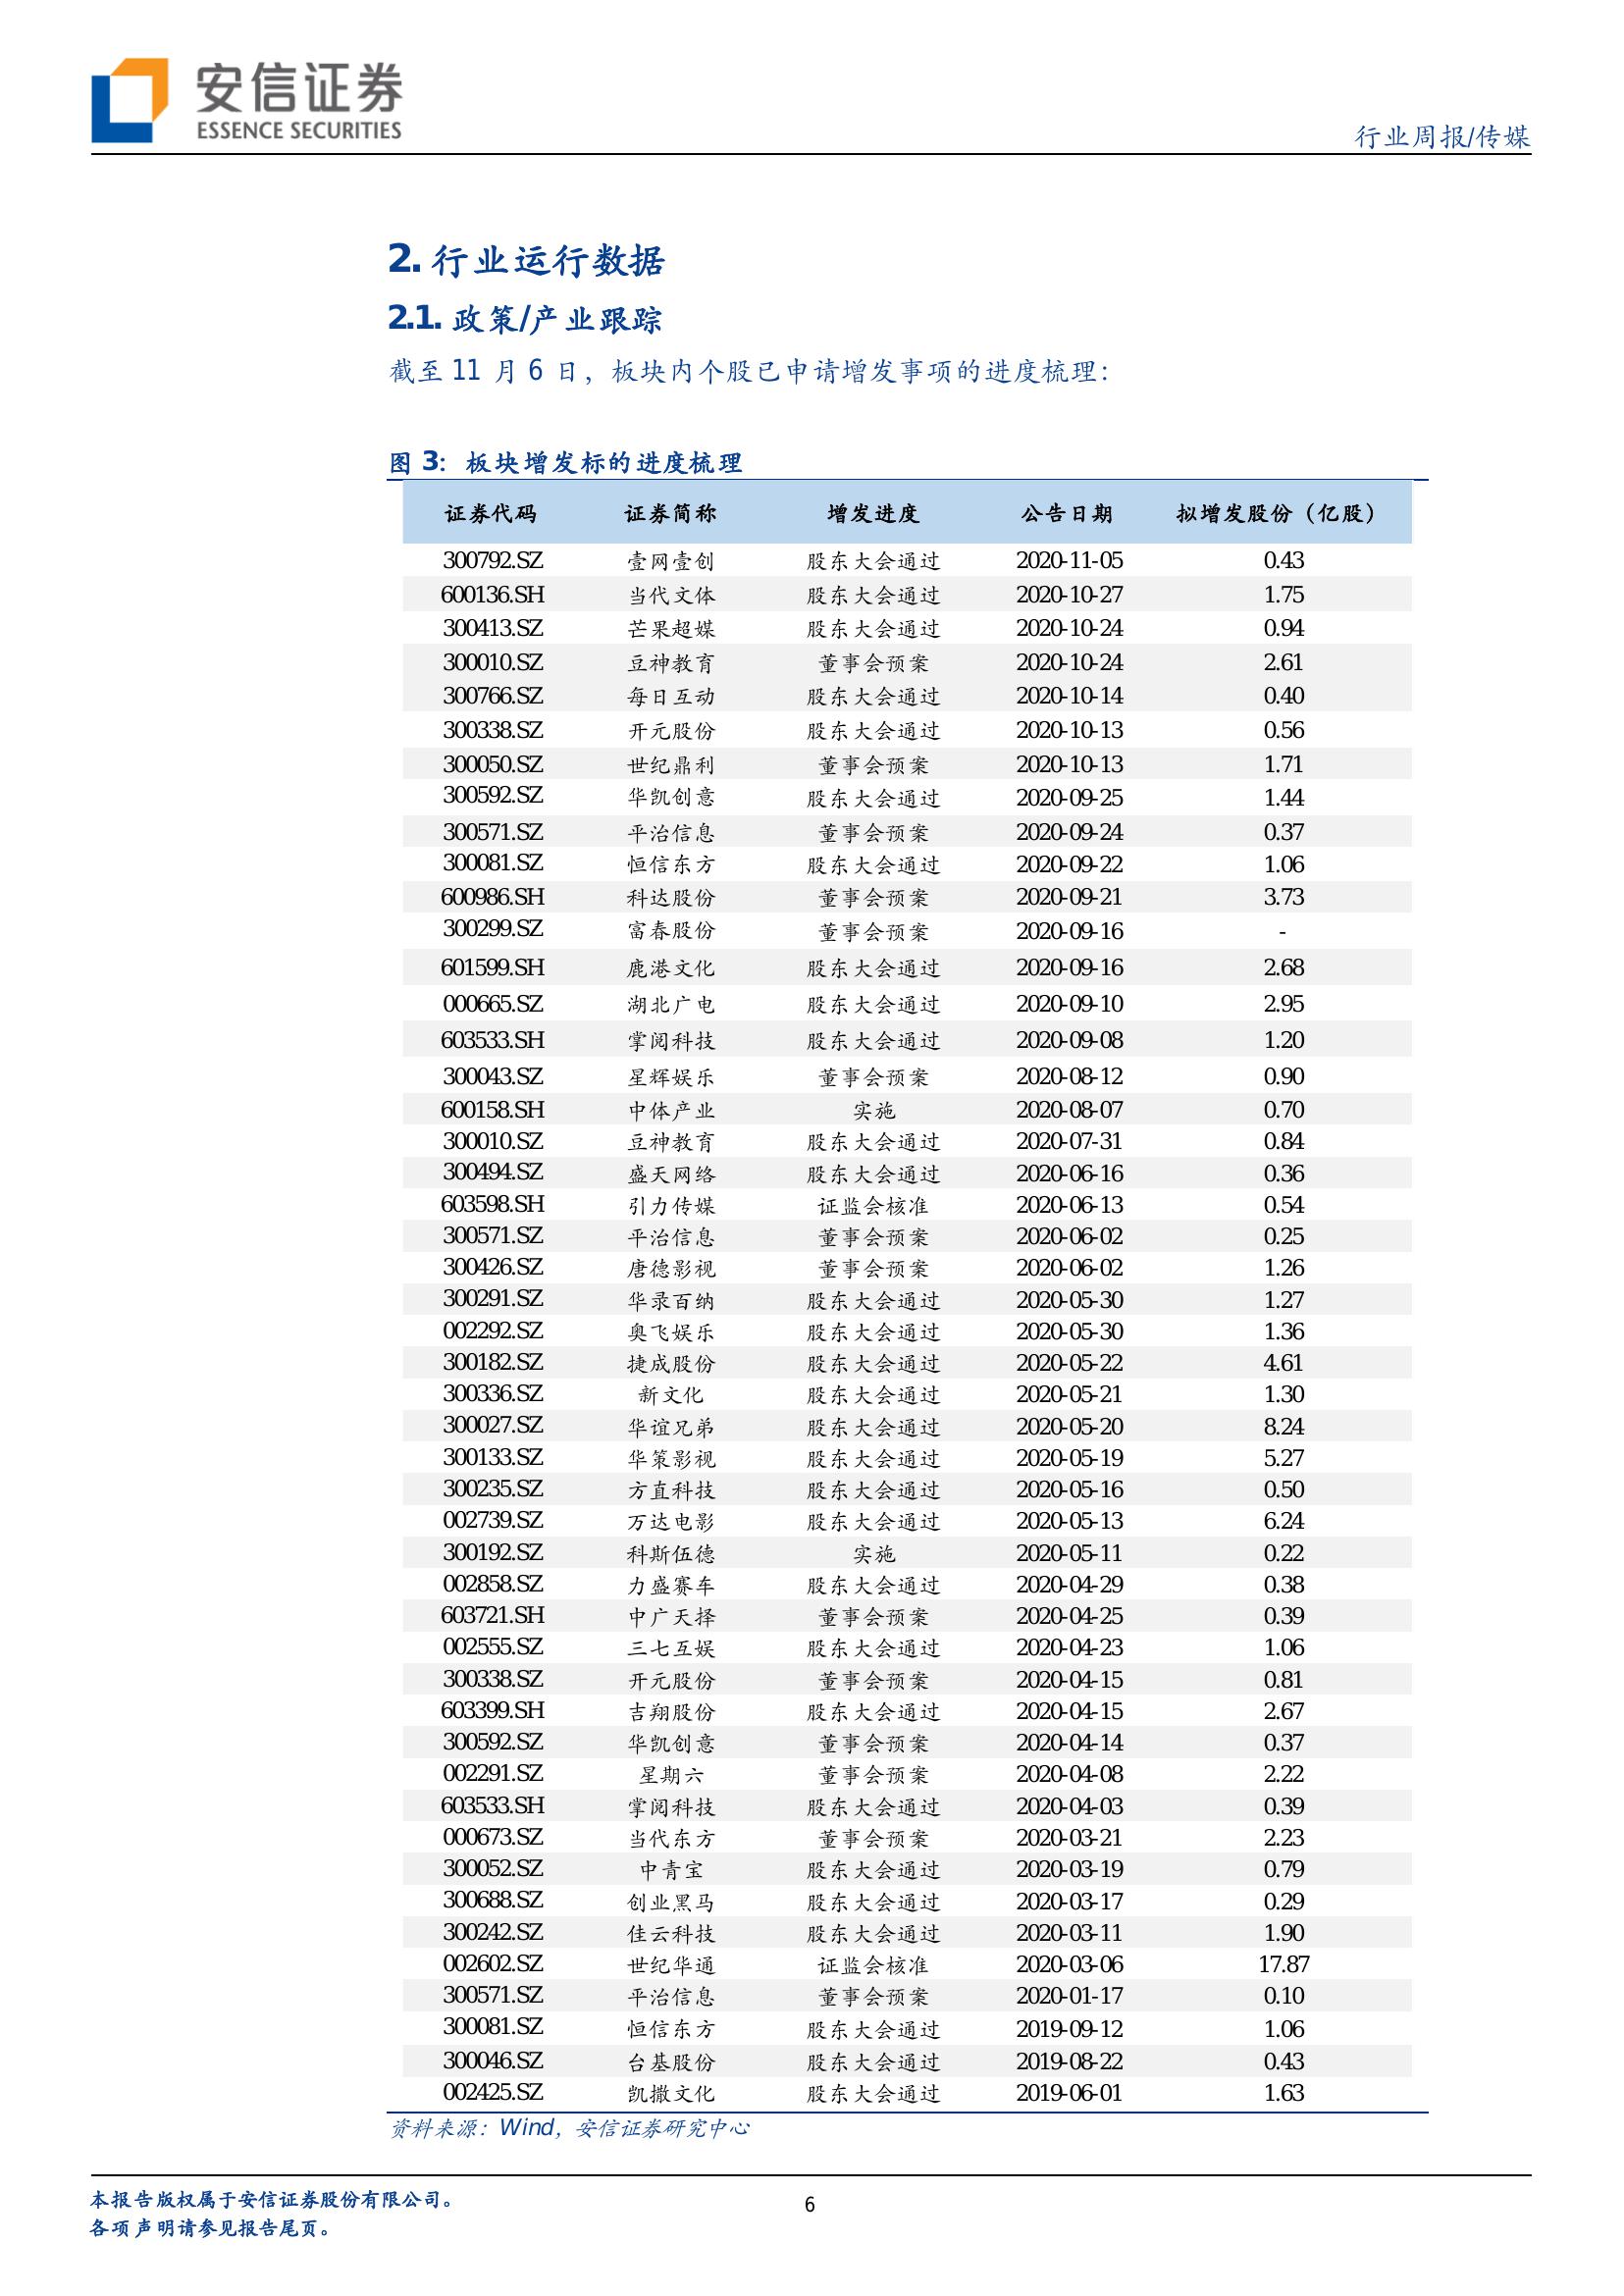 安信证券
ESSENCE SECURITIES
行业周报/传媒
2. 行业运行数据
2.1. 政策/产业跟踪
截至 11 月 6 日，板块内个股已申请增发事项的进度梳理：
图 3：板块增发标的进度梳理
证券代码 证券简称 增发进度 公告日期 拟增发股份（亿股）
300792.SZ 壹网壹创 股东大会通过 2020-11-05 0.43
600136.SH 当代文体 股东大会通过 2020-10-27 1.75
300413.SZ 芒果超媒 股东大会通过 2020-10-24 0.94
300010.SZ 豆神教育 董事会预案 2020-10-24 2.61
300766.SZ 每日互动 股东大会通过 2020-10-14 0.40
300338.SZ 开元股份 股东大会通过 2020-10-13 0.56
300050.SZ 世纪鼎利 董事会预案 2020-10-13 1.71
300592.SZ 华凯创意 股东大会通过 2020-09-25 1.44
300571.SZ 平治信息 董事会预案 2020-09-24 0.37
300081.SZ 恒信东方 股东大会通过 2020-09-22 1.06
600986.SH 科达股份 董事会预案 2020-09-21 3.73
300299.SZ 富春股份 董事会预案 2020-09-16 -
601599.SH 鹿港文化 股东大会通过 2020-09-16 2.68
000665.SZ 湖北广电 股东大会通过 2020-09-10 2.95
603533.SH 掌阅科技 股东大会通过 2020-09-08 1.20
300043.SZ 星辉娱乐 董事会预案 2020-08-12 0.90
600158.SH 中体产业 实施 2020-08-07 0.70
300010.SZ 豆神教育 股东大会通过 2020-07-31 0.84
300494.SZ 盛天网络 股东大会通过 2020-06-16 0.36
603598.SH 引力传媒 证监会核准 2020-06-13 0.54
300571.SZ 平治信息 董事会预案 2020-06-02 0.25
300426.SZ 唐德影视 董事会预案 2020-06-02 1.26
300291.SZ 华录百纳 股东大会通过 2020-05-30 1.27
002292.SZ 奥飞娱乐 股东大会通过 2020-05-30 1.36
300182.SZ 捷成股份 股东大会通过 2020-05-22 4.61
300336.SZ 新文化 股东大会通过 2020-05-21 1.30
300027.SZ 华谊兄弟 股东大会通过 2020-05-20 8.24
300133.SZ 华策影视 股东大会通过 2020-05-19 5.27
300235.SZ 方直科技 股东大会通过 2020-05-16 0.50
002739.SZ 万达电影 股东大会通过 2020-05-13 6.24
300192.SZ 科斯伍德 实施 2020-05-11 0.22
002858.SZ 力盛赛车 股东大会通过 2020-04-29 0.38
603721.SH 中广天择 董事会预案 2020-04-25 0.39
002555.SZ 三七互娱 股东大会通过 2020-04-23 1.06
300338.SZ 开元股份 董事会预案 2020-04-15 0.81
603399.SH 吉翔股份 股东大会通过 2020-04-15 2.67
300592.SZ 华凯创意 董事会预案 2020-04-14 0.37
002291.SZ 星期六 董事会预案 2020-04-08 2.22
603533.SH 掌阅科技 股东大会通过 2020-04-03 0.39
000673.SZ 当代东方 董事会预案 2020-03-21 2.23
300052.SZ 中青宝 股东大会通过 2020-03-19 0.79
300688.SZ 创业黑马 股东大会通过 2020-03-17 0.29
300242.SZ 佳云科技 股东大会通过 2020-03-11 1.90
002602.SZ 世纪华通 证监会核准 2020-03-06 17.87
300571.SZ 平治信息 董事会预案 2020-01-17 0.10
300081.SZ 恒信东方 股东大会通过 2019-09-12 1.06
300046.SZ 台基股份 股东大会通过 2019-08-22 0.43
002425.SZ 凯撒文化 股东大会通过 2019-06-01 1.63
资料来源：Wind，安信证券研究中心
本报告版权属于安信证券股份有限公司。
6
各项声明请参见报告尾页。